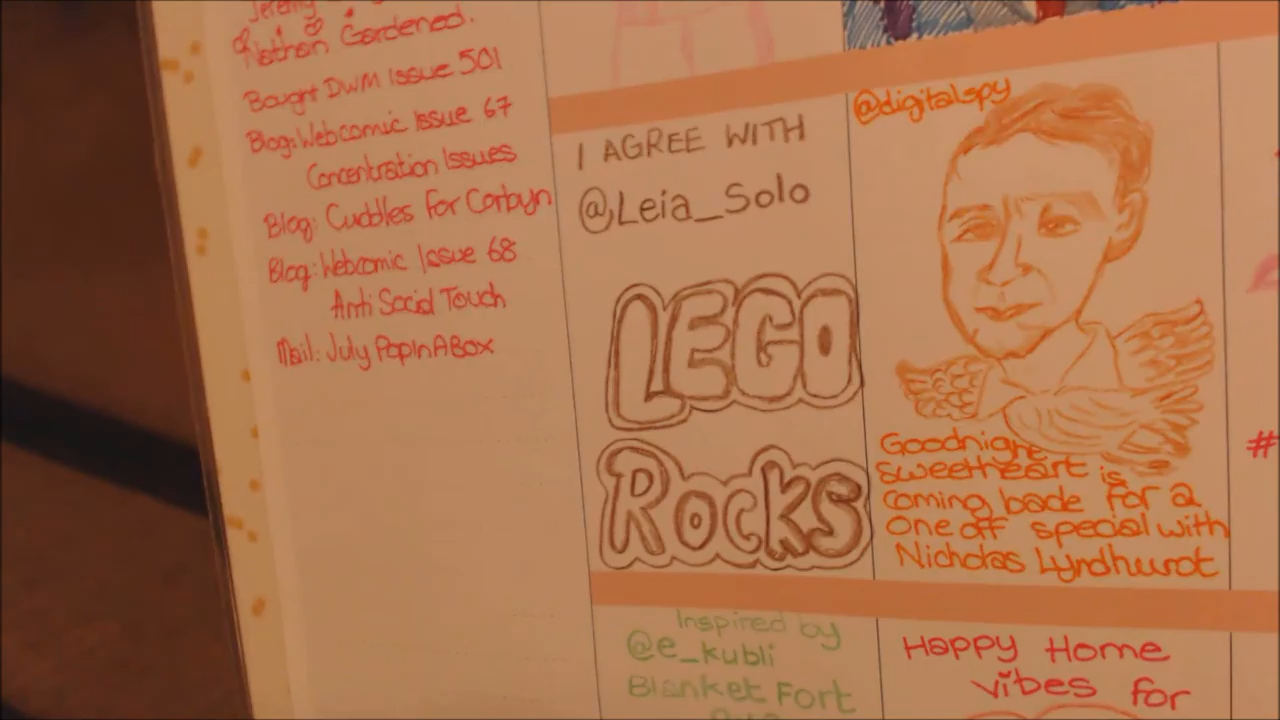 Jeremy
Nathan Gardened.
Bought DWM Issue 501
Blog: Webcomic Issue 67
Concentration Issues
Blog: Cuddles For Corbyn
Blog: Webcomic Issue 68
Anti Social Touch
Mail: July PopInABox
I AGREE WITH
@Leia_Solo
LEGO
ROCKS
@digitalspy
Goodnight
sweetheart is
coming back for a
one off special with
Nicholas Lyndhurst
#
Inspired by
@e_kubli
Blanket Fort
Happy Home
vibes for